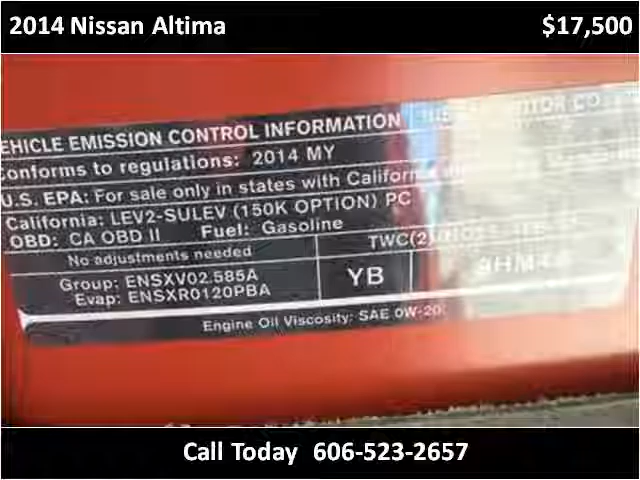 2014 Nissan Altima $17,500
EHICLE EMISSION CONTROL INFORMATION
conforms to regulations: 2014 MY
U.S. EPA: For sale only in states with California
California: LEV2-SULEV (150K OPTION) PC
OBD: CA OBD II Fuel: Gasoline
No adjustments needed
Group: ENSXV02.585A
Evap: ENSXR0120PBA
YB
Engine Oil Viscosity: SAE 0W-20
Call Today 606-523-2657